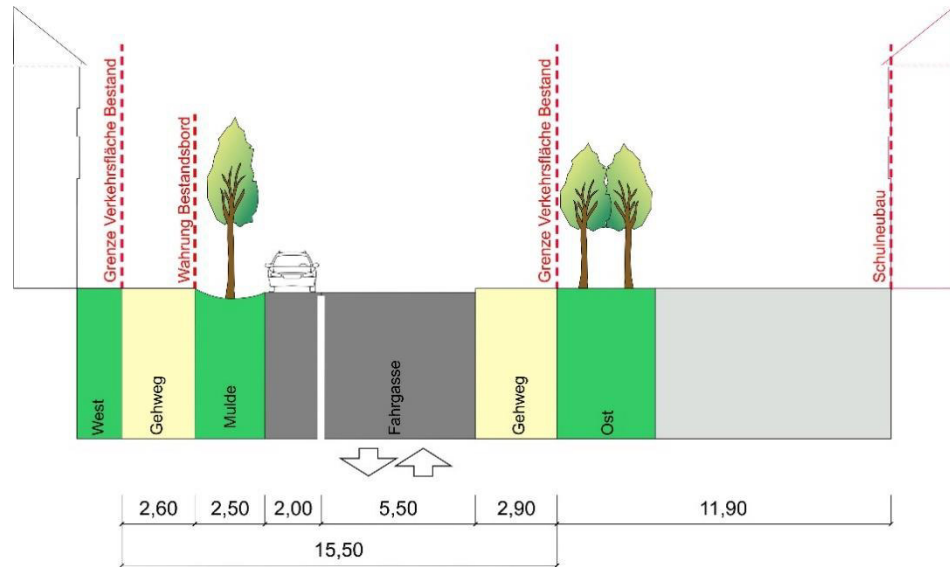 Grenze Verkehrsfläche Bestand
Wahrung Bestandsbord
Grenze Verkehrsfläche Bestand
Schulneubau
West
Gehweg
Mulde
Fahrgasse
Gehweg
Ost
2,60
2,50
2,00
5,50
2,90
11,90
15,50